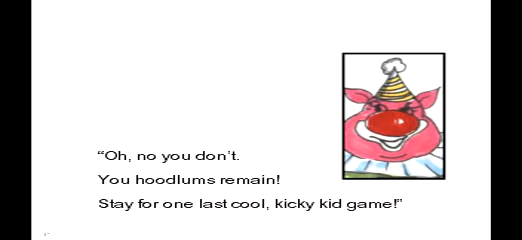 “Oh, no you don’t.
You hoodlums remain!
Stay for one last cool, kicky kid game!”